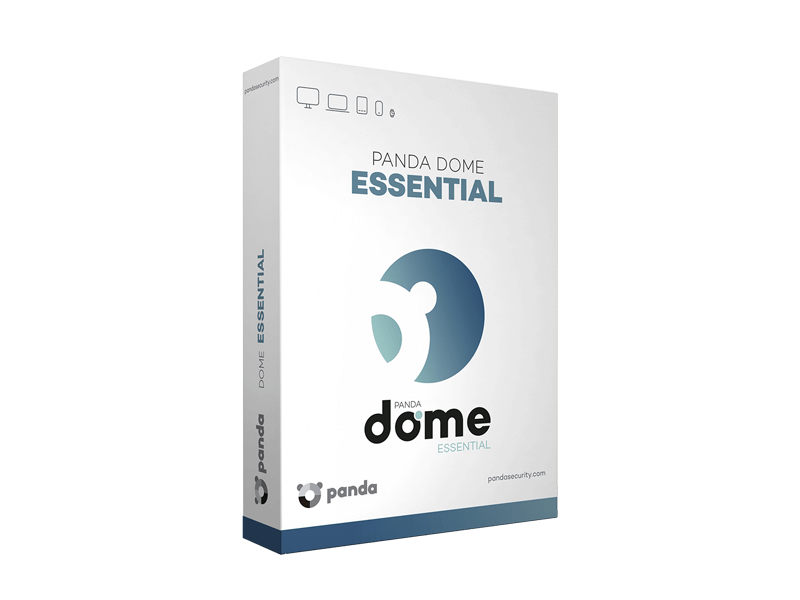 pandasecurity.com
PANDA DOME
ESSENTIAL
PANDA
dome
ESSENTIAL
panda
pandasecurity.com
DOME ESSENTIAL
panda